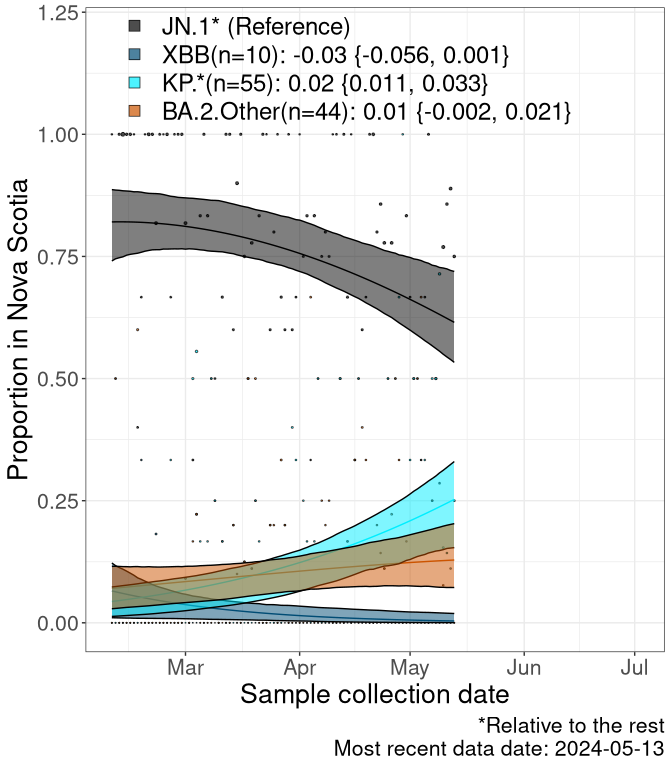 JN.1* (Reference)
XBB(n=10): -0.03 {-0.056, 0.001}
KP.*(n=55): 0.02 {0.011, 0.033}
BA.2.Other(n=44): 0.01 {-0.002, 0.021}
1.25
1.00
0.75
0.50
0.25
0.00
Proportion in Nova Scotia
Mar Apr May Jun Jul
Sample collection date
*Relative to the rest
Most recent data date: 2024-05-13